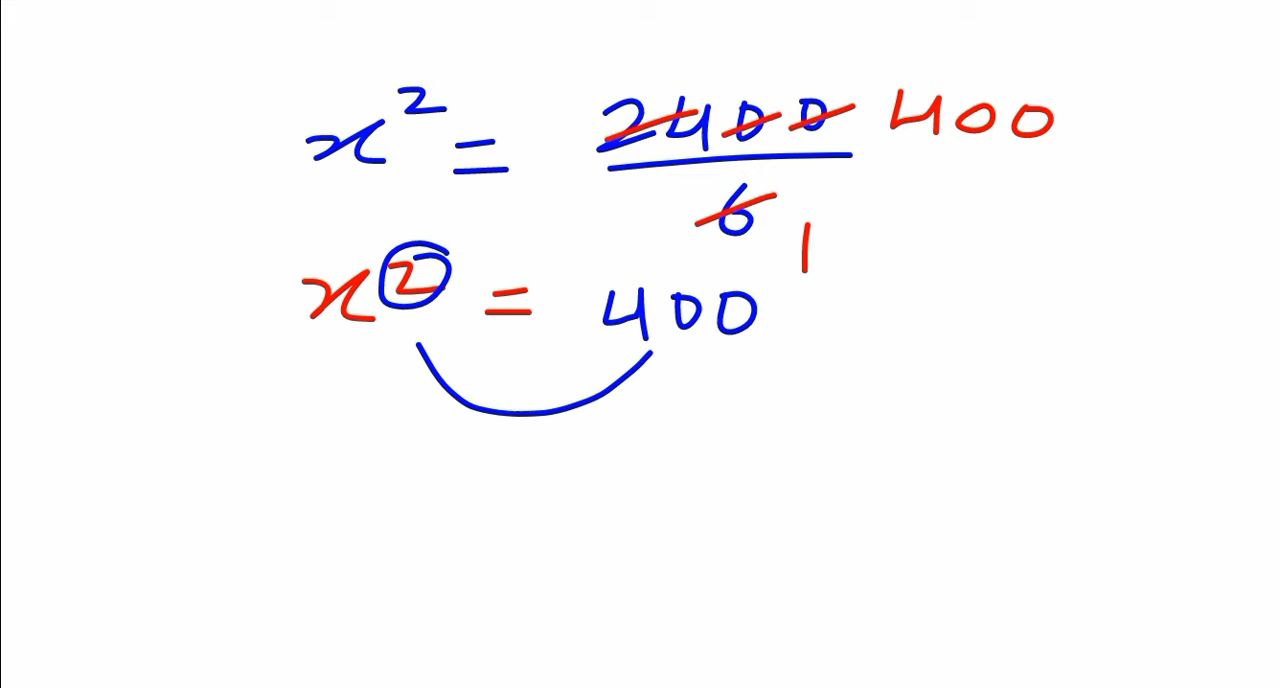 x² = 2400/6 400
1
x² = 400